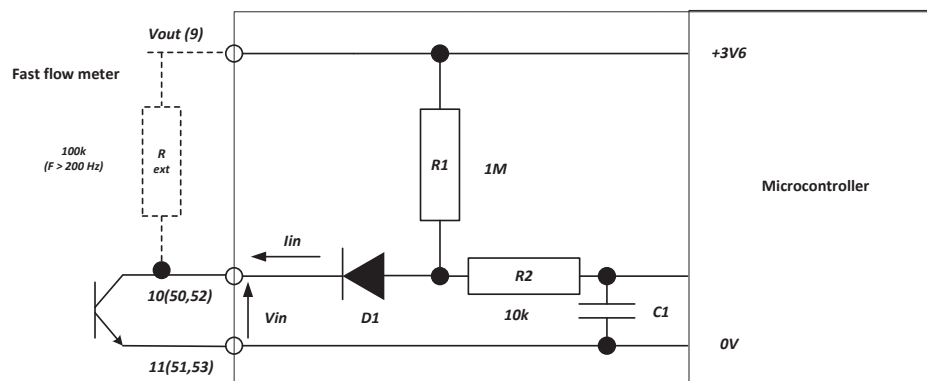 Vout (9)
+3V6
Fast flow meter
100k
(F > 200 Hz)
R
ext
R1
1M
Microcontroller
Iin
R2
10(50,52)
Vin
D1
10k
C1
0V
11(51,53)